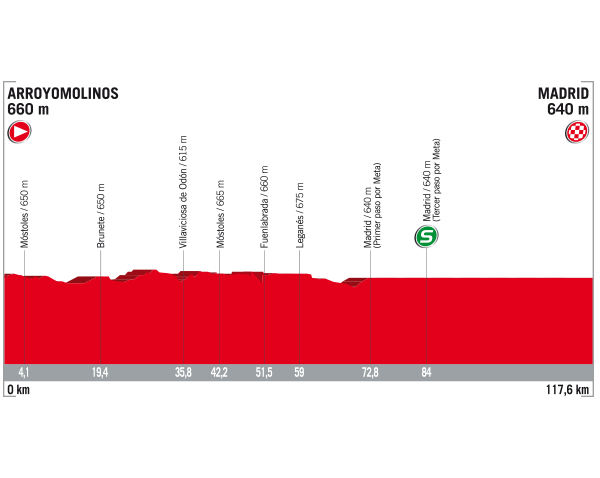 ARROYOMOLINOS
660 m
MADRID
640 m
Móstoles / 650 m
Brunete / 650 m
Villaviciosa de Odón / 615 m
Móstoles / 665 m
Fuenlabrada / 660 m
Leganés / 675 m
Madrid / 640 m
(Primer paso por Meta)
Madrid / 640 m
(Tercer paso por Meta)
S
4,1
19,4
35,8
42,2
51,5
59
72,8
84
0 km
117,6 km